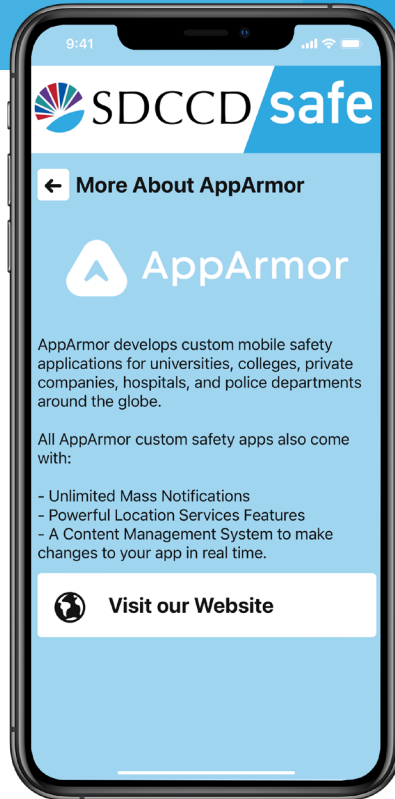 9:41
SDCCD safe
More About AppArmor
AppArmor
AppArmor develops custom mobile safety
applications for universities, colleges, private
companies, hospitals, and police departments
around the globe.
All AppArmor custom safety apps also come
with:
- Unlimited Mass Notifications
- Powerful Location Services Features
- A Content Management System to make
changes to your app in real time.
Visit our Website